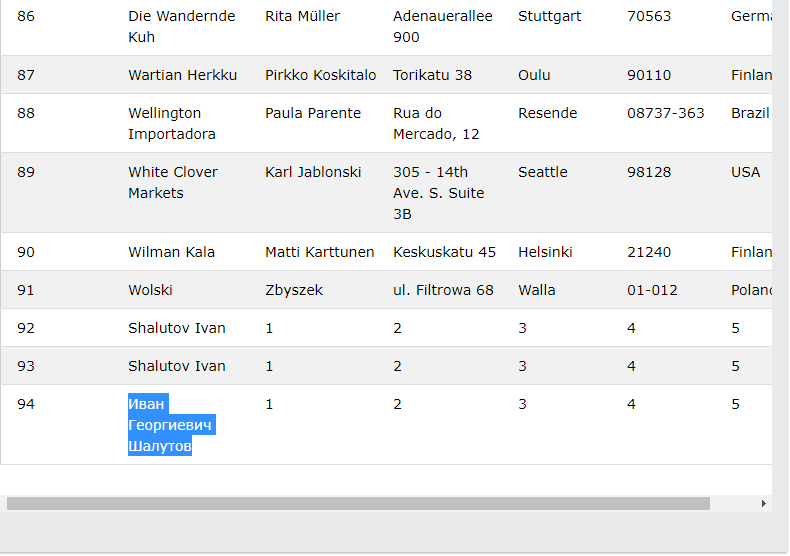 86 Die Wandernde Kuh Rita Müller Adenauerallee 900 Stuttgart 70563 Germa
87 Wartian Herkku Pirkko Koskitalo Torikatu 38 Oulu 90110 Finlan
88 Wellington Importadora Paula Parente Rua do Mercado, 12 Resende 08737-363 Brazil
89 White Clover Markets Karl Jablonski 305 - 14th Ave. S. Suite 3B Seattle 98128 USA
90 Wilman Kala Matti Karttunen Keskuskatu 45 Helsinki 21240 Finlan
91 Wolski Zbyszek ul. Filtrowa 68 Walla 01-012 Poland
92 Shalutov Ivan 1 2 3 4 5
93 Shalutov Ivan 1 2 3 4 5
94 Иван Георгиевич Шалутов 1 2 3 4 5